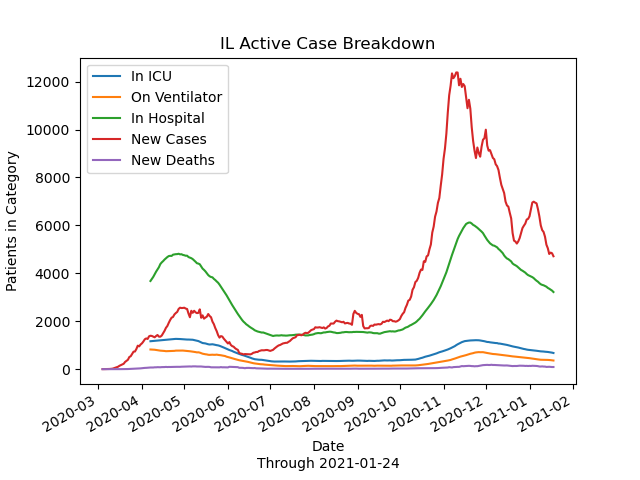 IL Active Case Breakdown
In ICU
On Ventilator
In Hospital
New Cases
New Deaths
12000
10000
8000
6000
4000
2000
0
Patients in Category
2020-03
2020-04
2020-05
2020-06
2020-07
2020-08
2020-09
2020-10
2020-11
2020-12
2021-01
2021-02
Date
Through 2021-01-24